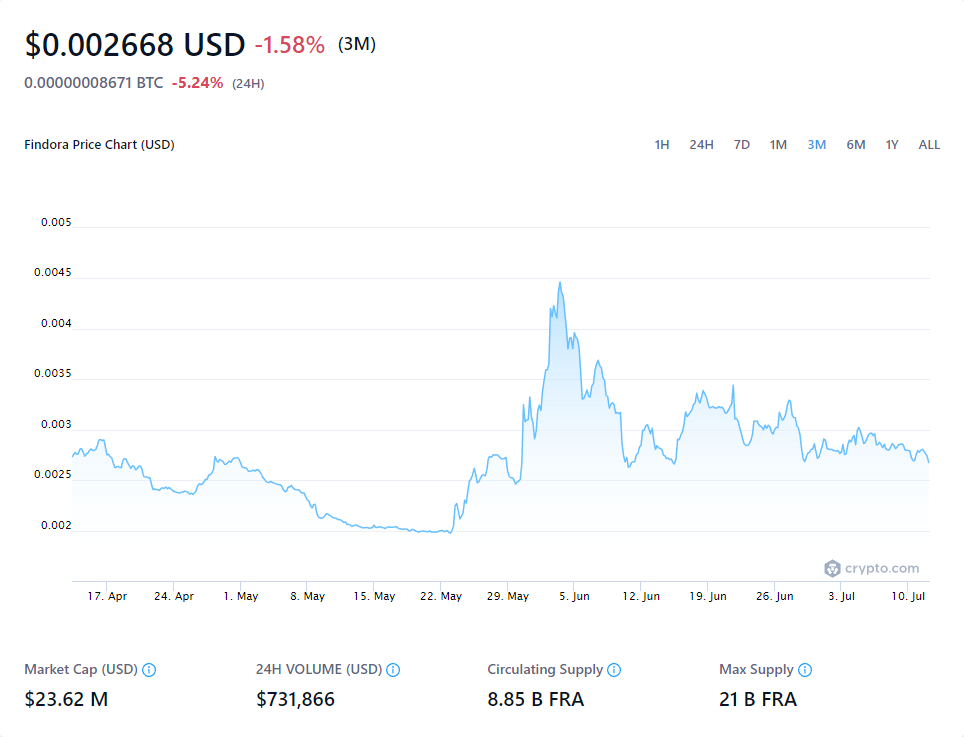 $0.002668 USD -1.58% (3M)
0.00000008671 BTC -5.24% (24H)
Findora Price Chart (USD) 1H 24H 7D 1M 3M 6M 1Y ALL
0.005
0.0045
0.004
0.0035
0.003
0.0025
0.002
crypto.com
17. Apr 24. Apr 1. May 8. May 15. May 22. May 29. May 5. Jun 12. Jun 19. Jun 26. Jun 3. Jul 10. Jul
Market Cap (USD) 24H VOLUME (USD) Circulating Supply Max Supply
$23.62 M $731,866 8.85 B FRA 21 B FRA